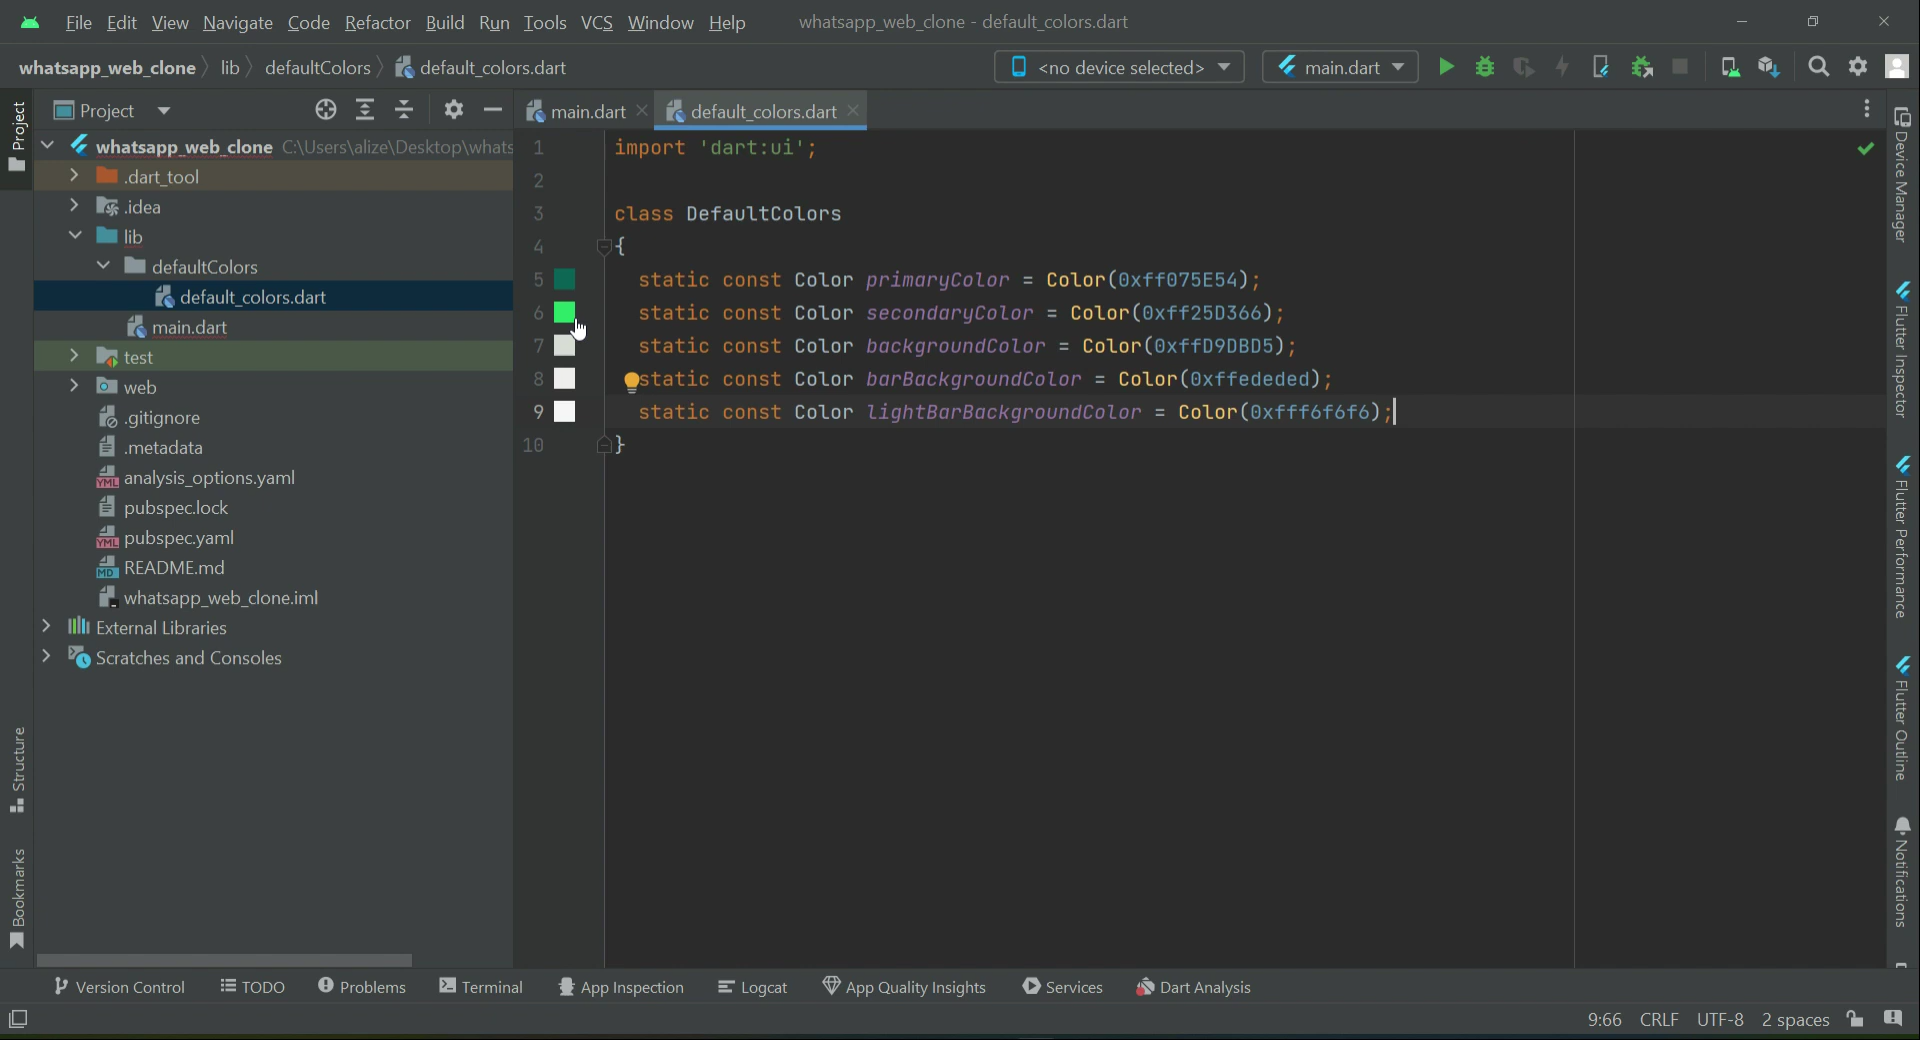 File Edit View Navigate Code Refactor Build Run Tools VCS Window Help whatsapp_web_clone - default_colors.dart
whatsapp_web_clone lib defaultColors default_colors.dart <no device selected> main.dart
Project
main.dart default_colors.dart
whatsapp_web_clone C:\Users\alize\Desktop\whats
.dart_tool
.idea
lib
defaultColors
default_colors.dart
main.dart
test
web
.gitignore
.metadata
analysis_options.yaml
pubspec.lock
pubspec.yaml
README.md
whatsapp_web_clone.iml
External Libraries
Scratches and Consoles
1 import 'dart:ui';
2
3 class DefaultColors
4 {
5 static const Color primaryColor = Color(0xff075E54);
6 static const Color secondaryColor = Color(0xff25D366);
7 static const Color backgroundColor = Color(0xffD9DBD5);
8 static const Color barBackgroundColor = Color(0xffededed);
9 static const Color lightBarBackgroundColor = Color(0xfff6f6f6);
10 }
Project
Structure
Bookmarks
Device Manager
Flutter Inspector
Flutter Performance
Flutter Outline
Notifications
Version Control TODO Problems Terminal App Inspection Logcat App Quality Insights Services Dart Analysis
9:66 CRLF UTF-8 2 spaces